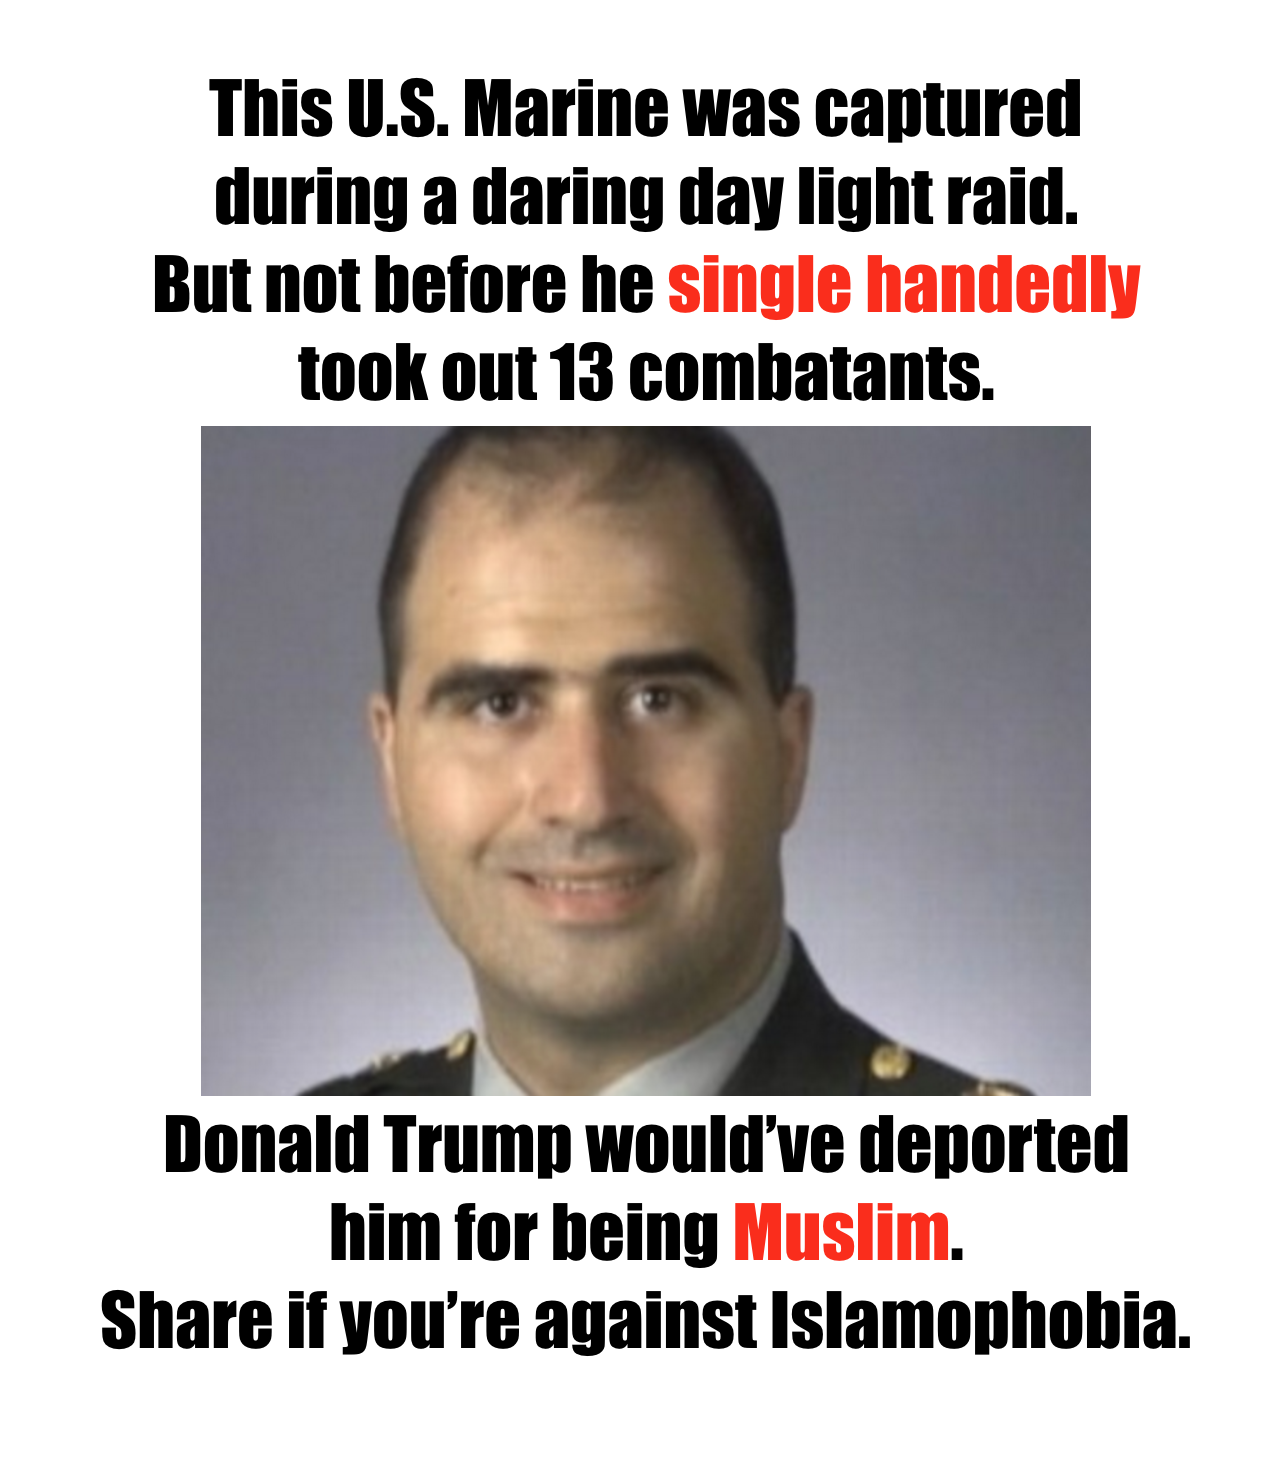 This U.S. Marine was captured
during a daring day light raid.
But not before he single handedly
took out 13 combatants.
Donald Trump would’ve deported
him for being Muslim.
Share if you’re against Islamophobia.